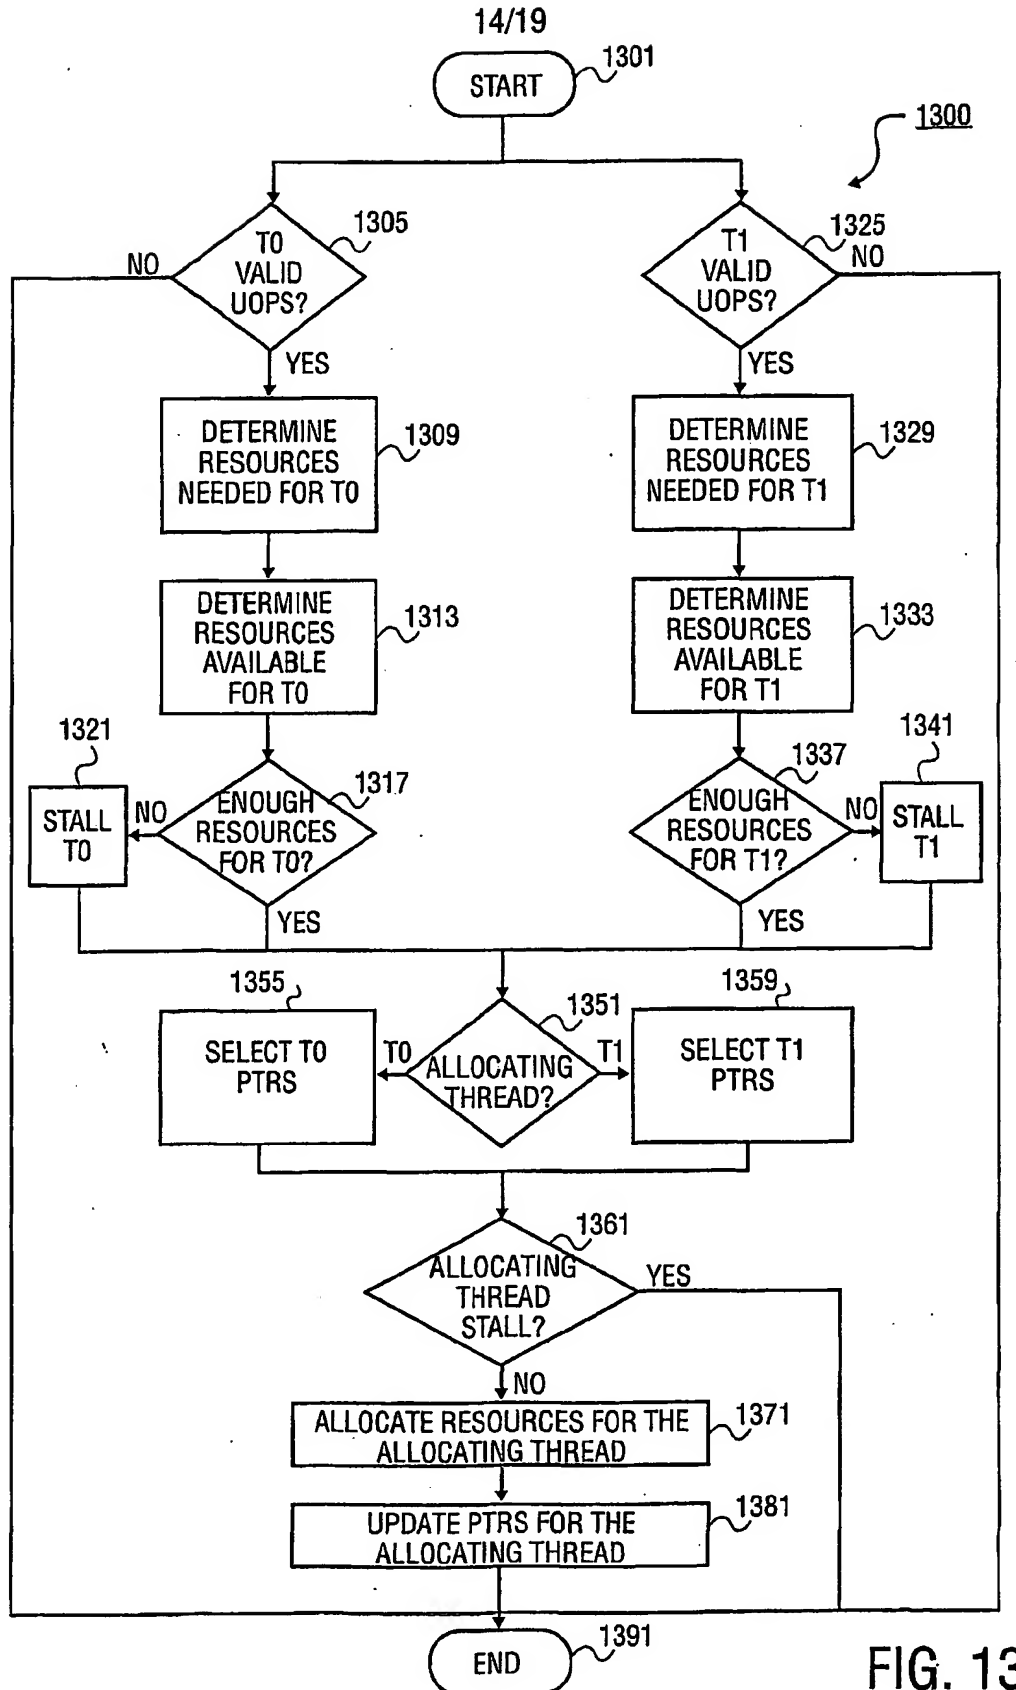 14/19
START
1301
1300
T0
VALID
UOPS?
1305
NO
YES
T1
VALID
UOPS?
1325
NO
YES
DETERMINE
RESOURCES
NEEDED FOR T0
1309
DETERMINE
RESOURCES
NEEDED FOR T1
1329
DETERMINE
RESOURCES
AVAILABLE
FOR T0
1313
DETERMINE
RESOURCES
AVAILABLE
FOR T1
1333
1321
STALL
T0
NO
ENOUGH
RESOURCES
FOR T0?
1317
YES
ENOUGH
RESOURCES
FOR T1?
1337
NO
YES
1341
STALL
T1
1355
SELECT T0
PTRS
T0
ALLOCATING
THREAD?
1351
T1
1359
SELECT T1
PTRS
ALLOCATING
THREAD
STALL?
1361
YES
NO
ALLOCATE RESOURCES FOR THE
ALLOCATING THREAD
1371
UPDATE PTRS FOR THE
ALLOCATING THREAD
1381
END
1391
FIG. 13